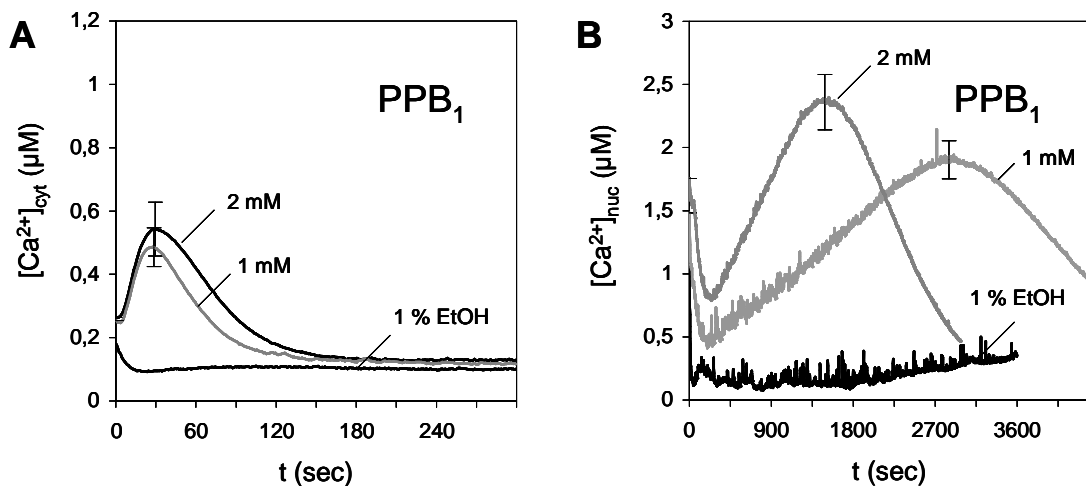 A
[Ca²⁺]cyt (µM)
1,2
1
0,8
0,6
0,4
0,2
0
PPB₁
2 mM
1 mM
1 % EtOH
0 60 120 180 240
t (sec)
B
[Ca²⁺]nuc (µM)
3
2,5
2
1,5
1
0,5
0
2 mM
PPB₁
1 mM
1 % EtOH
0 900 1800 2700 3600
t (sec)